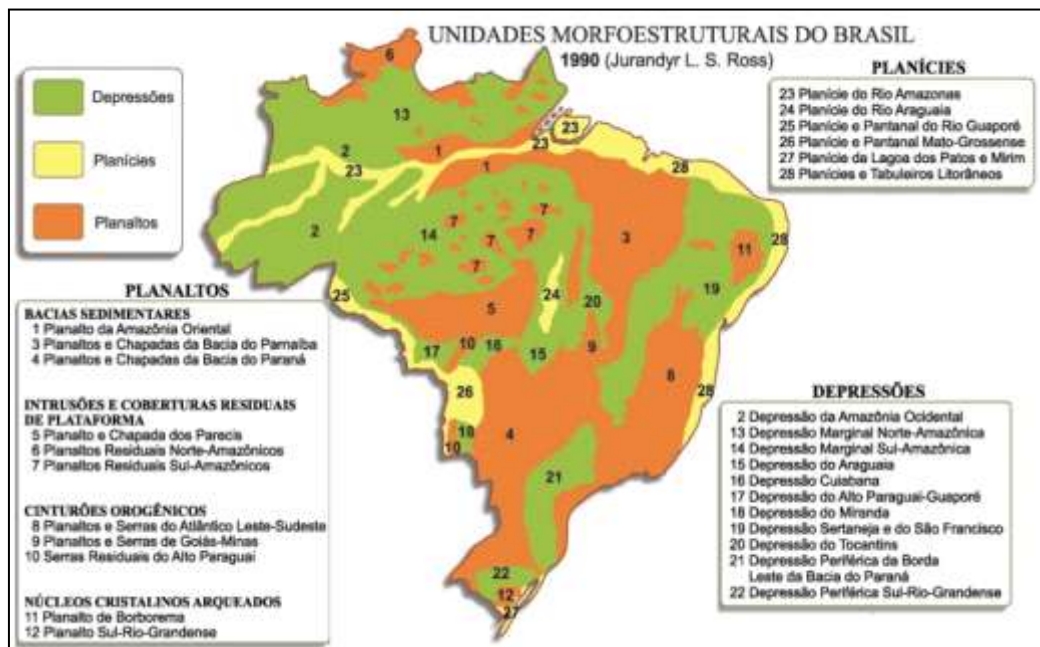 UNIDADES MORFOESTRUTURAIS DO BRASIL
1990 (Jurandyr L. S. Ross)
Depressões
Planícies
Planaltos
PLANÍCIES
23 Planície do Rio Amazonas
24 Planície do Rio Araguaia
25 Planície e Pantanal do Rio Guaporé
26 Planície e Pantanal Mato-Grossense
27 Planície da Lagoa dos Patos e Mirim
28 Planícies e Tabuleiros Litorâneos
PLANALTOS
BACIAS SEDIMENTARES
1 Planalto da Amazônia Oriental
3 Planaltos e Chapadas da Bacia do Parnaíba
4 Planaltos e Chapadas da Bacia do Paraná
INTRUSÕES E COBERTURAS RESIDUAIS
DE PLATAFORMA
5 Planalto e Chapada dos Parecis
6 Planaltos Residuais Norte-Amazônicos
7 Planaltos Residuais Sul-Amazônicos
CINTURÕES OROGÊNICOS
8 Planaltos e Serras do Atlântico Leste-Sudeste
9 Planaltos e Serras de Goiás-Minas
10 Serras Residuais do Alto Paraguai
NÚCLEOS CRISTALINOS ARQUEADOS
11 Planalto de Borborema
12 Planalto Sul-Rio-Grandense
DEPRESSÕES
2 Depressão da Amazônia Ocidental
13 Depressão Marginal Norte-Amazônica
14 Depressão Marginal Sul-Amazônica
15 Depressão do Araguaia
16 Depressão Cuiabana
17 Depressão do Alto Paraguai-Guaporé
18 Depressão do Miranda
19 Depressão Sertaneja e do São Francisco
20 Depressão do Tocantins
21 Depressão Periférica da Borda
Leste da Bacia do Paraná
22 Depressão Periférica Sul-Rio-Grandense
6
13
23
2
1
23
23
1
28
7
7
3
2
14
7
7
11
28
7
19
25
5
24
20
17
10
16
15
9
26
8
28
4
18
10
21
22
12
27